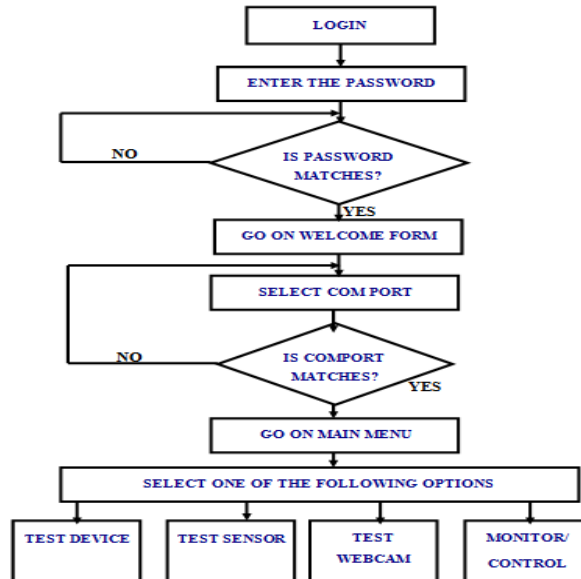 LOGIN
ENTER THE PASSWORD
NO
IS PASSWORD
MATCHES?
YES
GO ON WELCOME FORM
SELECT COM PORT
NO
IS COMPORT
MATCHES?
YES
GO ON MAIN MENU
SELECT ONE OF THE FOLLOWING OPTIONS
TEST DEVICE
TEST SENSOR
TEST
WEBCAM
MONITOR/
CONTROL